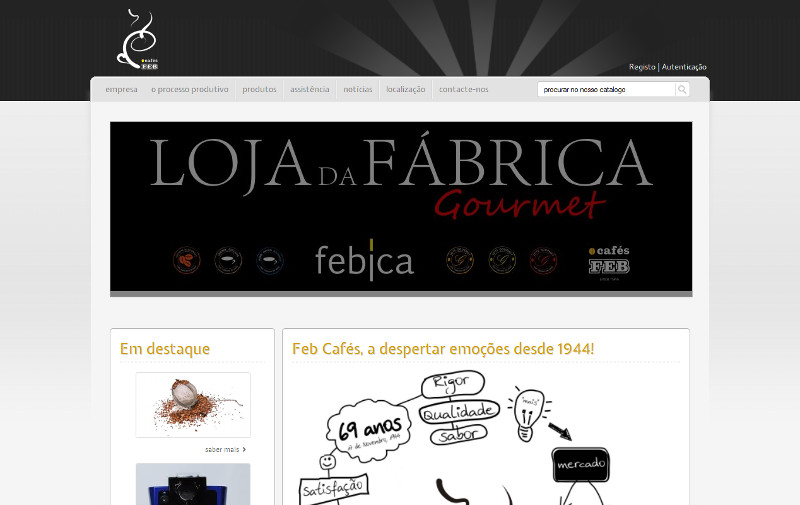 cafés
FEB
Registo | Autenticação
empresa o processo produtivo produtos assistência notícias localização contacte-nos procurar no nosso catalogo
LOJA DA FÁBRICA
Gourmet
febica
cafés
FEB
Em destaque
Feb Cafés, a despertar emoções desde 1944!
Rigor
Qualidade
sabor
"mais"
69 anos
mercado
saber mais
satisfação